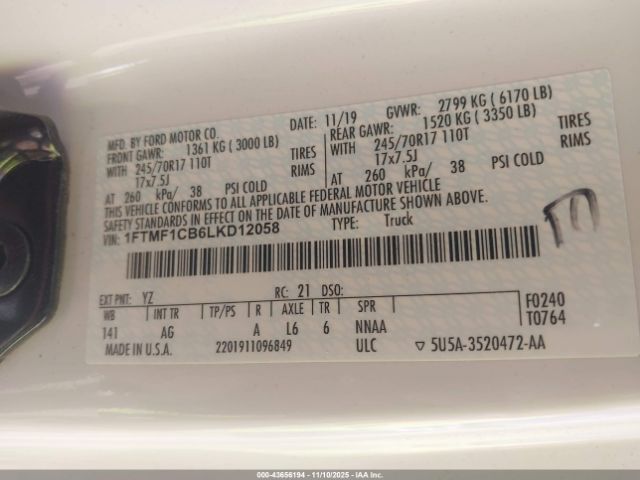 MFD. BY FORD MOTOR CO.
DATE: 11/19 GVWR: 2799 KG ( 6170 LB)
FRONT GAWR: 1361 KG ( 3000 LB) REAR GAWR: 1520 KG ( 3350 LB)
WITH 245/70R17 110T TIRES WITH 245/70R17 110T TIRES
17x7.5J RIMS 17x7.5J RIMS
AT 260 kPa/ 38 PSI COLD AT 260 kPa/ 38 PSI COLD
THIS VEHICLE CONFORMS TO ALL APPLICABLE FEDERAL MOTOR VEHICLE
SAFETY STANDARDS IN EFFECT ON THE DATE OF MANUFACTURE SHOWN ABOVE.
VIN: 1FTMF1CB6LKD12058 TYPE: Truck
EXT PNT: YZ RC: 21 DSO:
WB INT TR TP/PS R AXLE TR SPR F0240
141 AG A L6 6 NNAA T0764
MADE IN U.S.A. 2201911096849 ULC ▽ 5U5A-3520472-AA
000-43656194 - 11/10/2025 - IAAAC